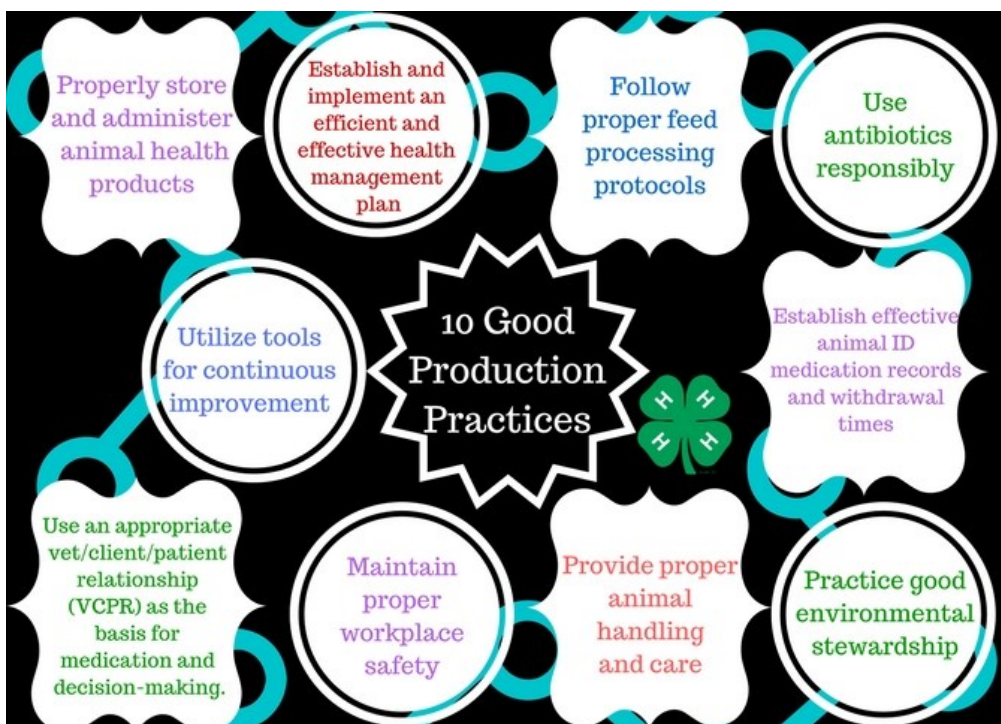 Properly store
and administer
animal health
products
Establish and
implement an
efficient and
effective health
management
plan
Follow
proper feed
processing
protocols
Use
antibiotics
responsibly
Utilize tools
for continuous
improvement
10 Good
Production
Practices
H H
H H
Establish effective
animal ID
medication records
and withdrawal
times
Use an appropriate
vet/client/patient
relationship
(VCPR) as the
basis for
medication and
decision-making.
Maintain
proper
workplace
safety
Provide proper
animal
handling
and care
Practice good
environmental
stewardship